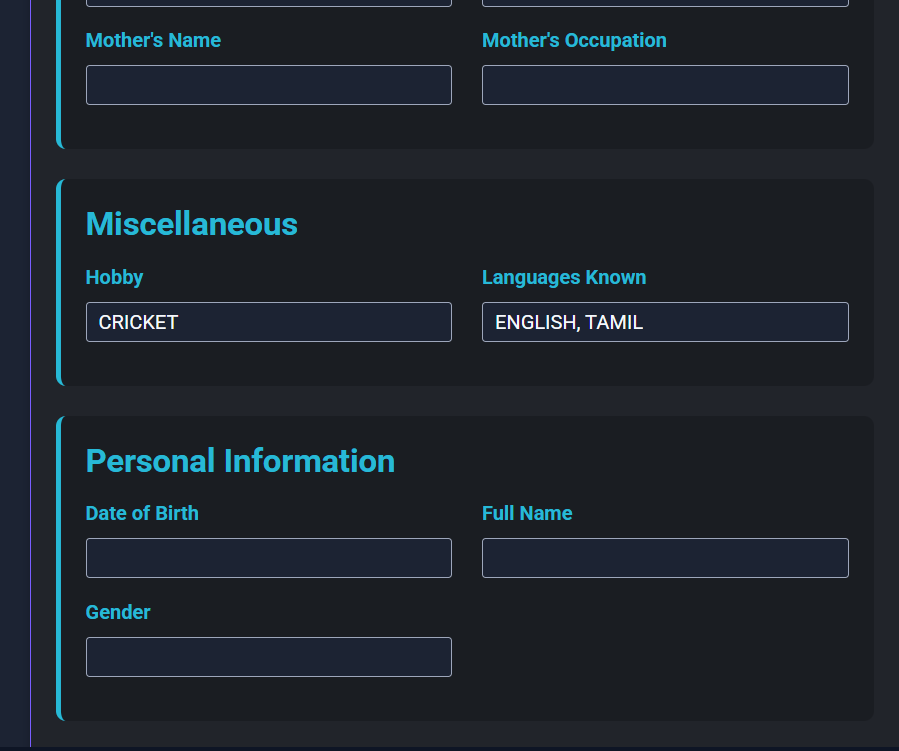 Mother's Name Mother's Occupation
Miscellaneous
Hobby Languages Known
CRICKET ENGLISH, TAMIL
Personal Information
Date of Birth Full Name
Gender